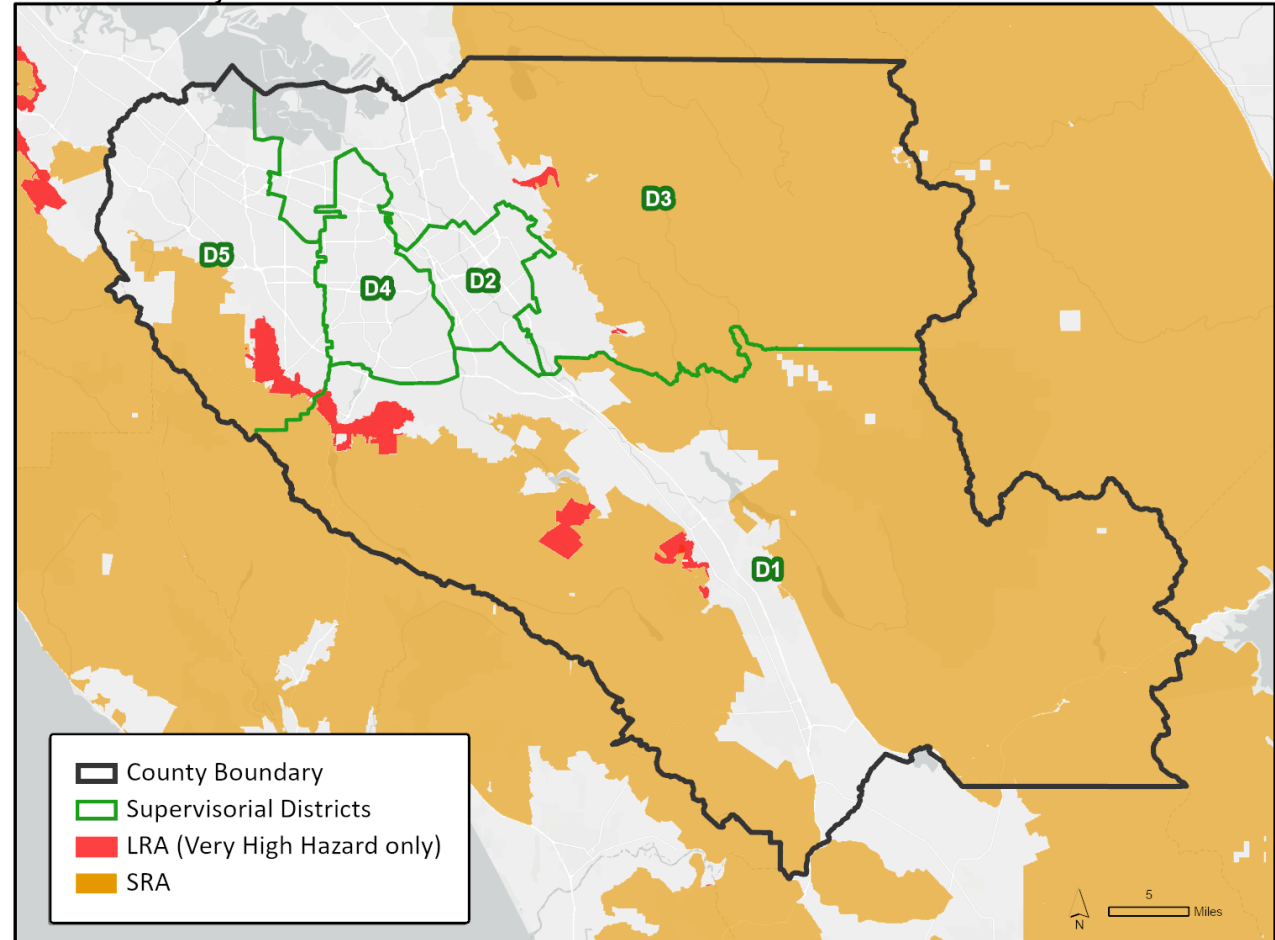 D3
D5
D4
D2
D1
County Boundary
Supervisorial Districts
LRA (Very High Hazard only)
SRA
5
Miles
N